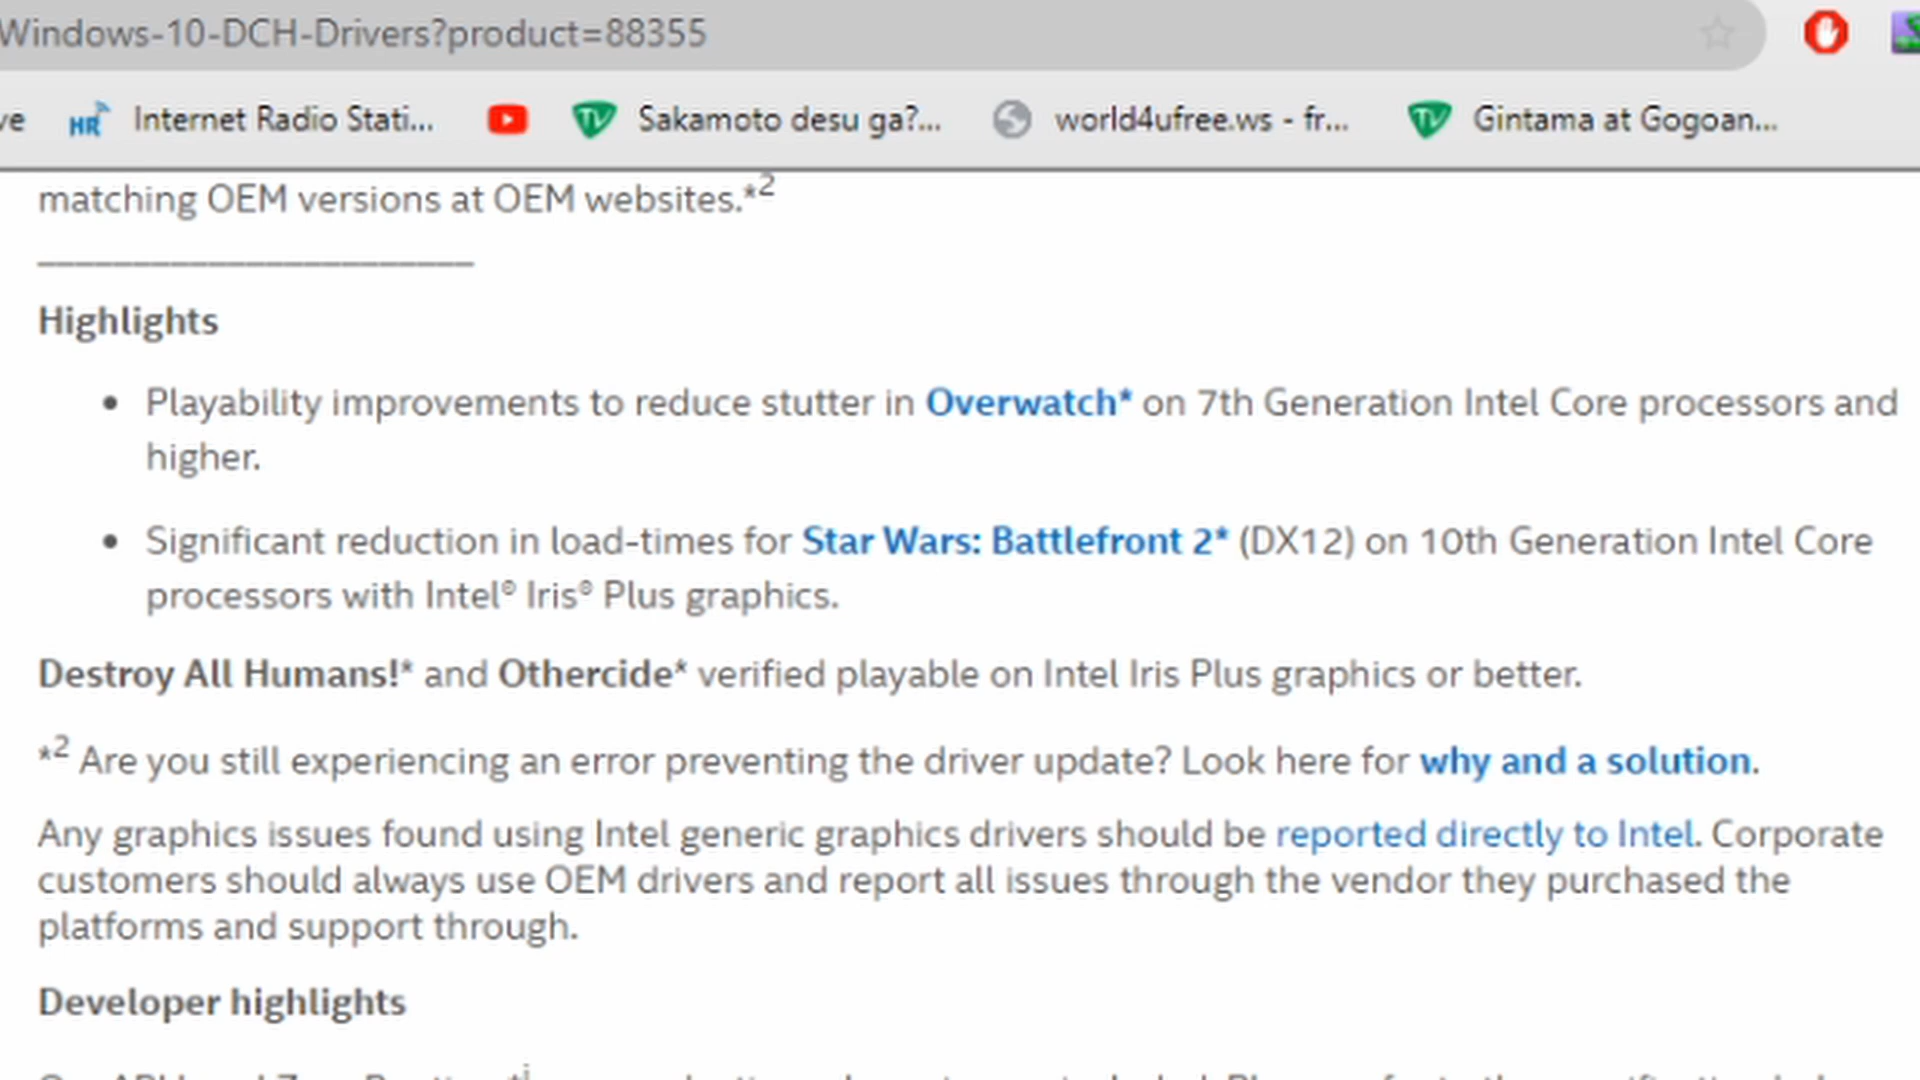 Windows-10-DCH-Drivers?product=88355
ve HR Internet Radio Stati... TV Sakamoto desu ga?... world4ufree.ws - fr... TV Gintama at Gogoan...
matching OEM versions at OEM websites.*2
Highlights
• Playability improvements to reduce stutter in Overwatch* on 7th Generation Intel Core processors and
higher.
• Significant reduction in load-times for Star Wars: Battlefront 2* (DX12) on 10th Generation Intel Core
processors with Intel® Iris® Plus graphics.
Destroy All Humans!* and Othercide* verified playable on Intel Iris Plus graphics or better.
*2 Are you still experiencing an error preventing the driver update? Look here for why and a solution.
Any graphics issues found using Intel generic graphics drivers should be reported directly to Intel. Corporate
customers should always use OEM drivers and report all issues through the vendor they purchased the
platforms and support through.
Developer highlights